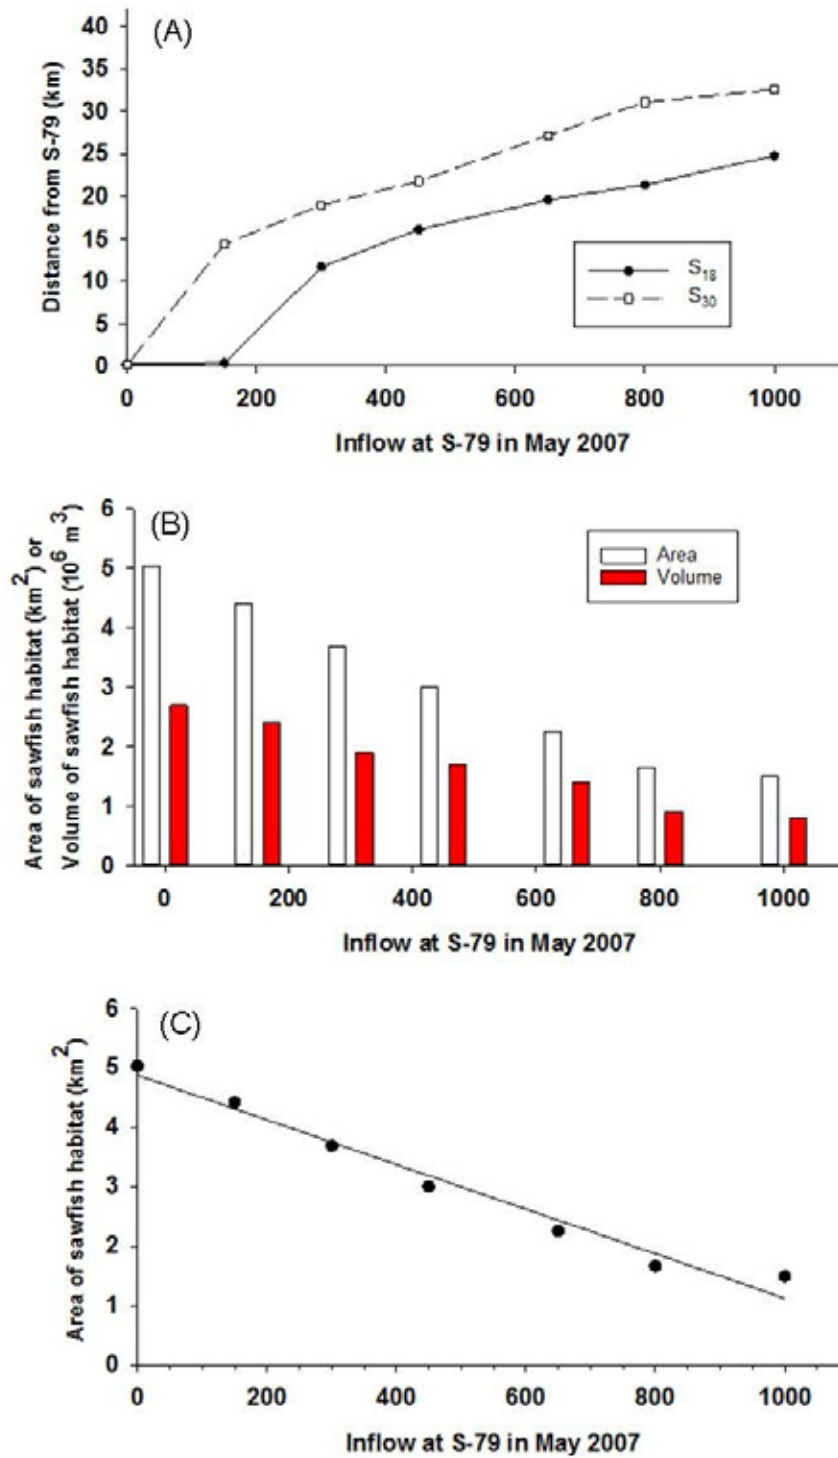 (A)
Distance from S-79 (km)
40
35
30
25
20
15
10
5
0
S18
S30
0 200 400 600 800 1000
Inflow at S-79 in May 2007
(B)
Area of sawfish habitat (km2) or
Volume of sawfish habitat (10^6 m^3)
6
5
4
3
2
1
0
Area
Volume
0 200 400 600 800 1000
Inflow at S-79 in May 2007
(C)
Area of sawfish habitat (km2)
6
5
4
3
2
1
0
0 200 400 600 800 1000
Inflow at S-79 in May 2007